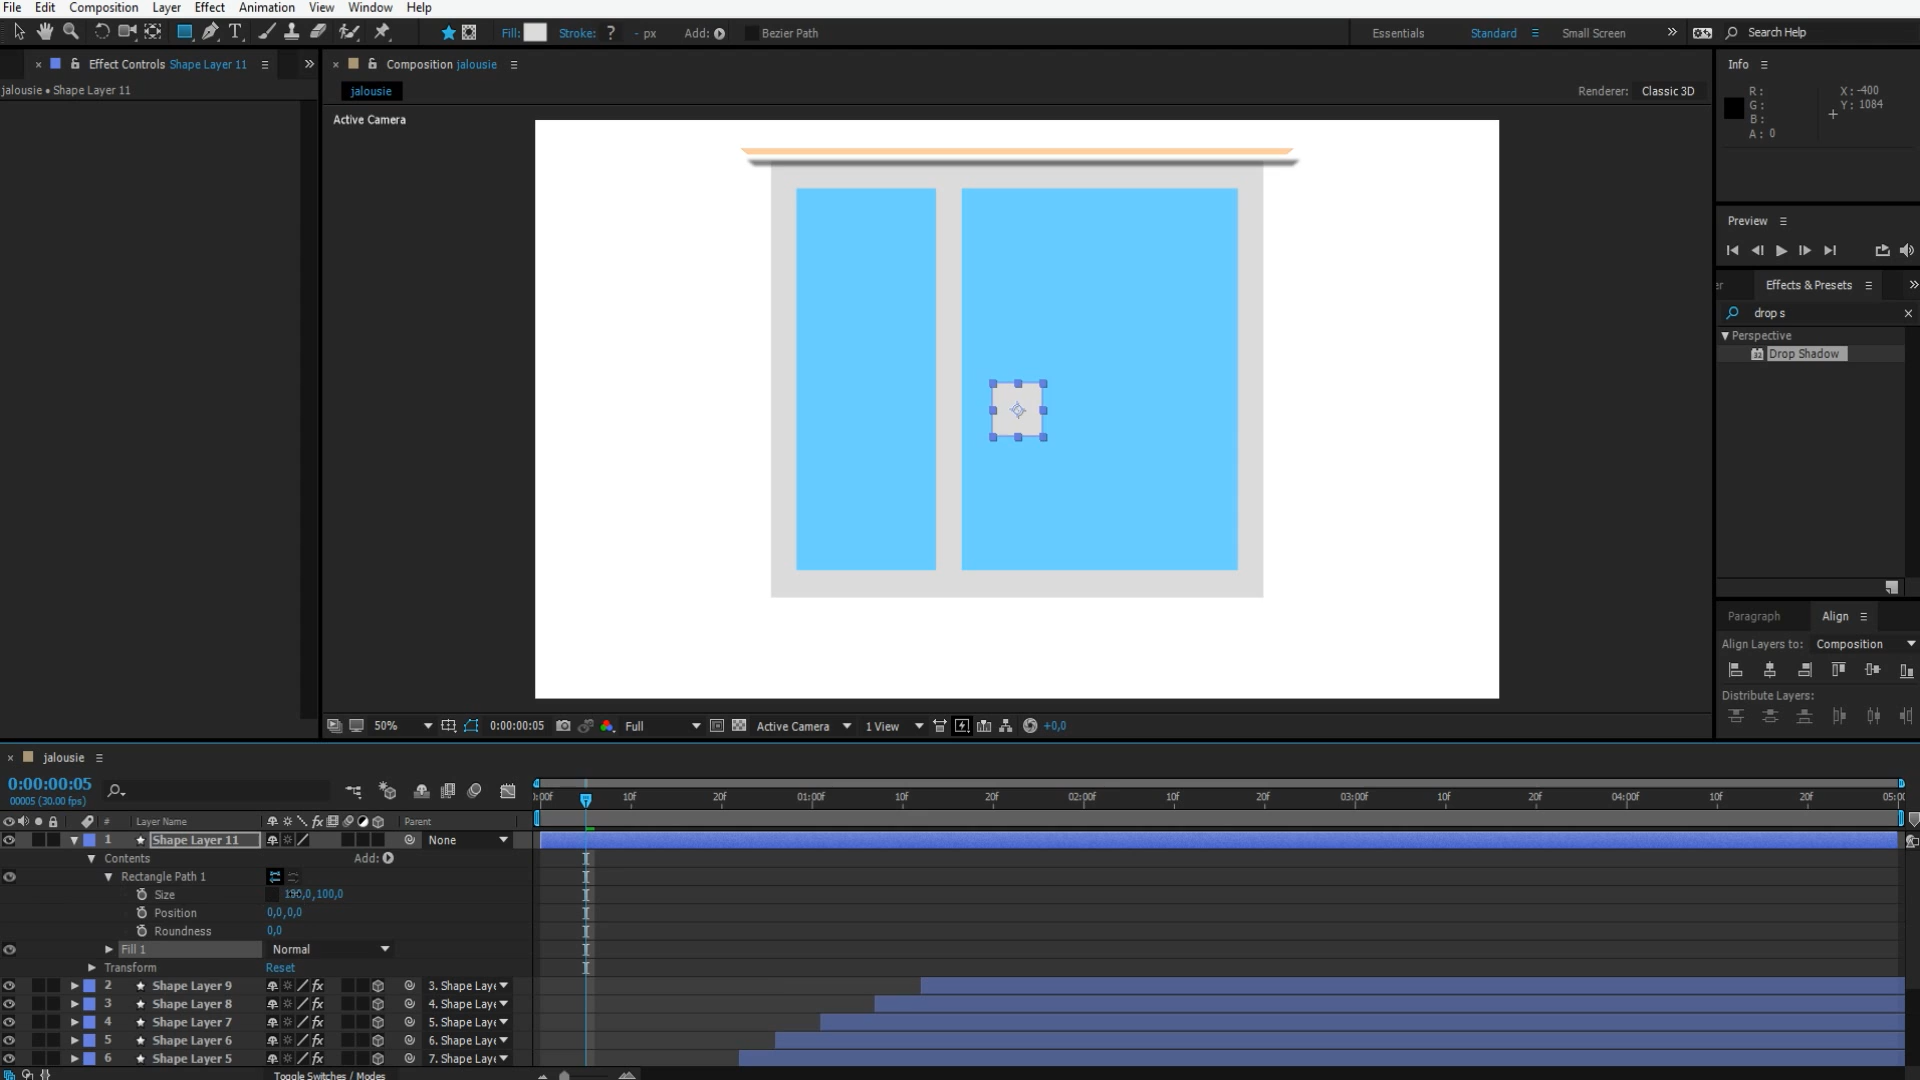 File Edit Composition Layer Effect Animation View Window Help
Fill: Stroke: ? - px Add: Bezier Path Essentials Standard Small Screen » Search Help
× Effect Controls Shape Layer 11 »
× Composition jalousie
Info
jalousie • Shape Layer 11
jalousie
Renderer: Classic 3D
R: X: -400
G: Y: 1084
B:
A: 0
Active Camera
Preview
er Effects & Presets »
drop s
Perspective
Drop Shadow
Paragraph Align
Align Layers to: Composition
Distribute Layers:
50% 0:00:00:05 Full Active Camera 1 View +0,0
× jalousie
0:00:00:05
00005 (30.00 fps)
):00f 10f 20f 01:00f 10f 20f 02:00f 10f 20f 03:00f 10f 20f 04:00f 10f 20f 05:00
# Layer Name fx Parent
1 Shape Layer 11 None
Contents Add:
Rectangle Path 1
Size ,100,0
Position 0,0,0,0
Roundness 0,0
Fill 1 Normal
Transform Reset
2 Shape Layer 9 fx 3. Shape Laye
3 Shape Layer 8 fx 4. Shape Laye
4 Shape Layer 7 fx 5. Shape Laye
5 Shape Layer 6 fx 6. Shape Laye
6 Shape Layer 5 fx 7. Shape Laye
Toggle Switches / Modes